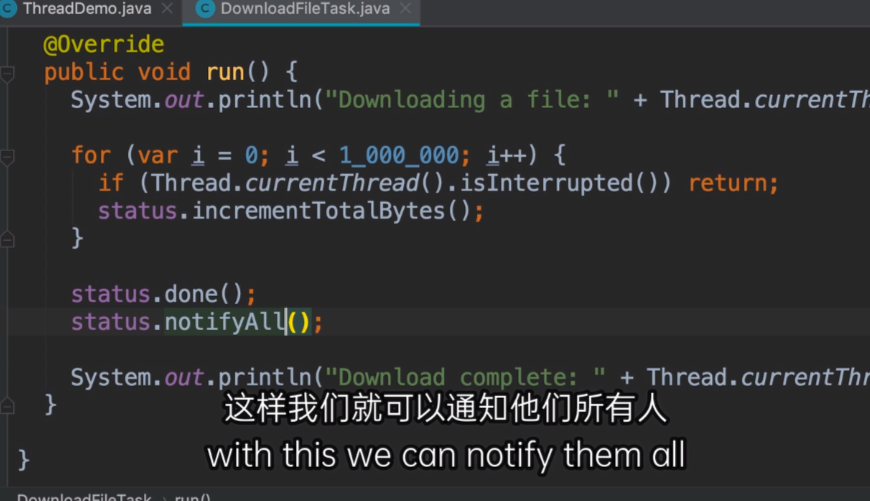 ThreadDemo.java
DownloadFileTask.java
@Override
public void run() {
System.out.println("Downloading a file: " + Thread.currentTh
for (var i = 0; i < 1_000_000; i++) {
if (Thread.currentThread().isInterrupted()) return;
status.incrementTotalBytes();
}
status.done();
status.notifyAll();
System.out.println("Download complete: " + Thread.currentThr
}
这样我们就可以通知他们所有人
with this we can notify them all
}
DownloadFileTask › run()